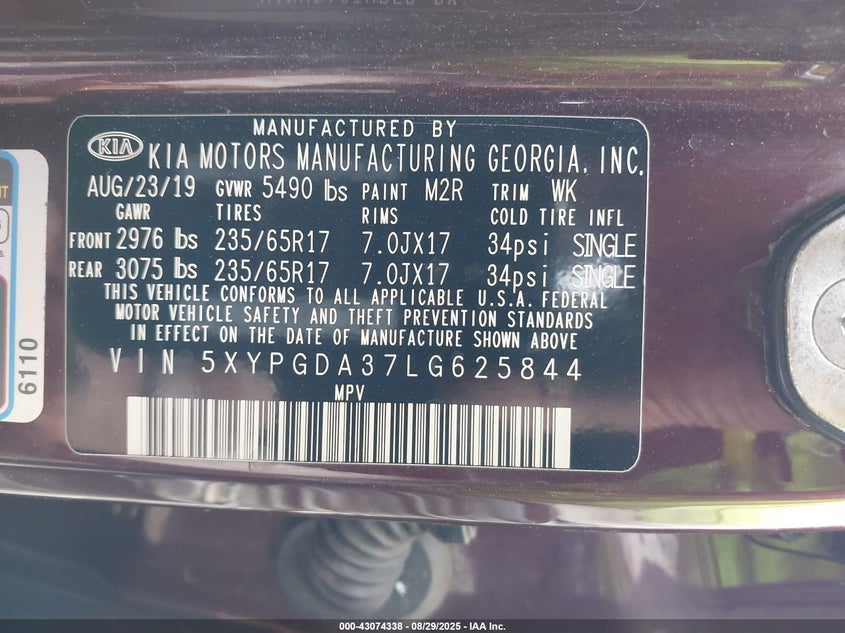 MANUFACTURED BY
KIA KIA MOTORS MANUFACTURING GEORGIA, INC.
AUG/23/19 GVWR 5490 lbs PAINT M2R TRIM WK
GAWR TIRES RIMS COLD TIRE INFL
FRONT 2976 lbs 235/65R17 7.0JX17 34psi SINGLE
REAR 3075 lbs 235/65R17 7.0JX17 34psi SINGLE
THIS VEHICLE CONFORMS TO ALL APPLICABLE U.S.A. FEDERAL
MOTOR VEHICLE SAFETY AND THEFT PREVENTION STANDARDS
IN EFFECT ON THE DATE OF MANUFACTURE SHOWN ABOVE
VIN 5XYPGDA37LG625844
MPV
6110
000-43074338 - 08/29/2025 - IAA Inc.